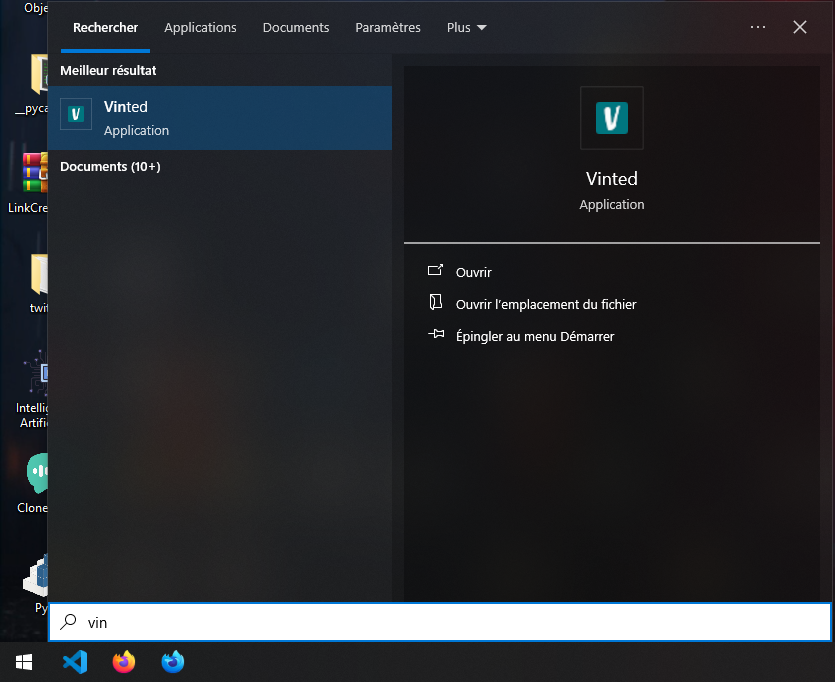 Obje
Rechercher Applications Documents Paramètres Plus
Meilleur résultat
Vinted
Application
Documents (10+)
Vinted
Application
Ouvrir
Ouvrir l'emplacement du fichier
Épingler au menu Démarrer
__pyca
LinkCre
twit
Intellig
Artific
Clone
Py
vin